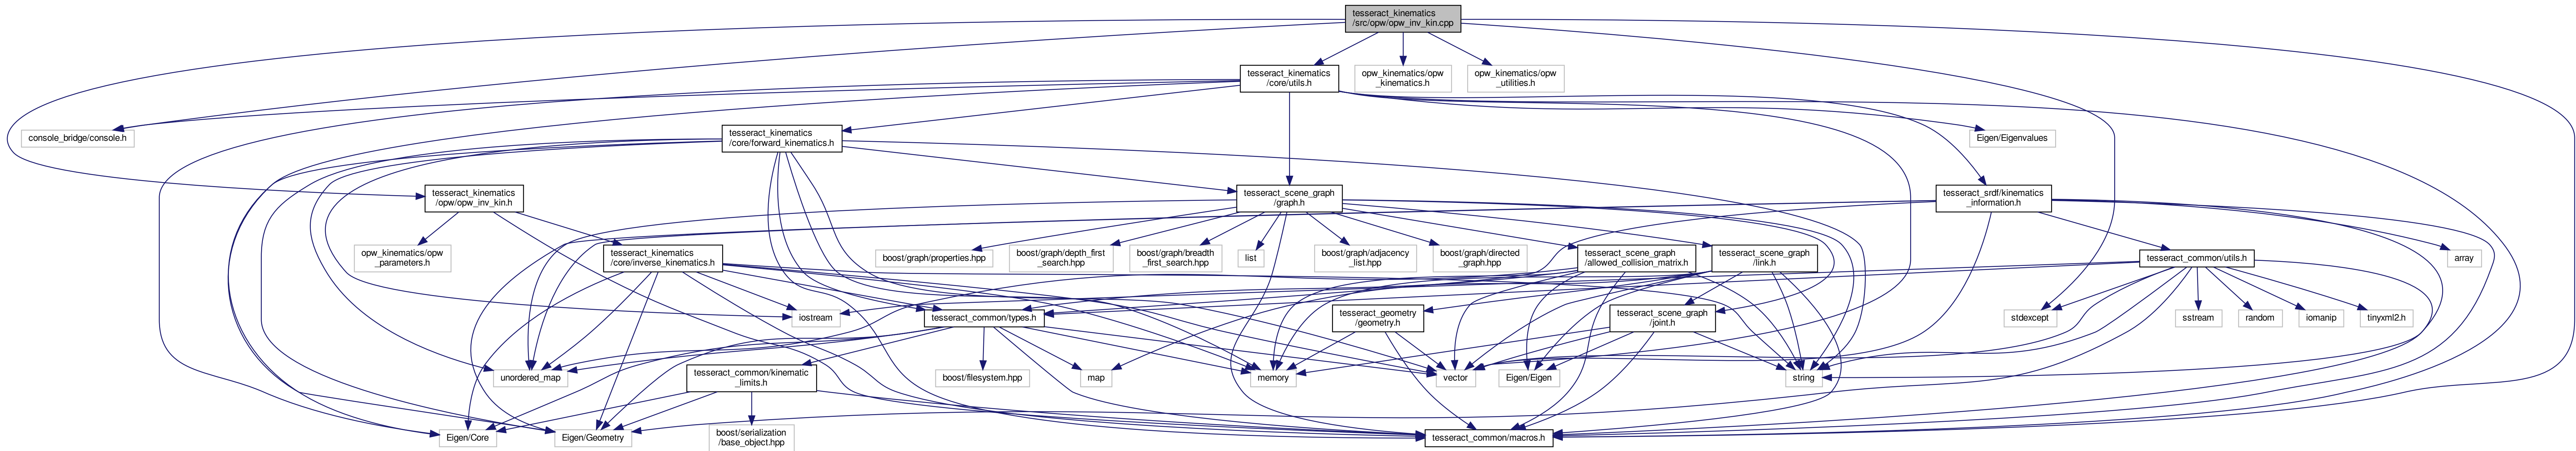 tesseract_kinematics
/src/opw/opw_inv_kin.cpp
tesseract_kinematics
/core/utils.h
opw_kinematics/opw
_kinematics.h
opw_kinematics/opw
_utilities.h
console_bridge/console.h
tesseract_kinematics
/core/forward_kinematics.h
Eigen/Eigenvalues
tesseract_kinematics
/opw/opw_inv_kin.h
tesseract_scene_graph
/graph.h
tesseract_srdf/kinematics
_information.h
opw_kinematics/opw
_parameters.h
tesseract_kinematics
/core/inverse_kinematics.h
boost/graph/properties.hpp
boost/graph/depth_first
_search.hpp
boost/graph/breadth
_first_search.hpp
list
boost/graph/adjacency
_list.hpp
boost/graph/directed
_graph.hpp
tesseract_scene_graph
/allowed_collision_matrix.h
tesseract_scene_graph
/link.h
tesseract_common/utils.h
array
iostream
tesseract_common/types.h
tesseract_geometry
/geometry.h
tesseract_scene_graph
/joint.h
stdexcept
sstream
random
iomanip
tinyxml2.h
unordered_map
tesseract_common/kinematic
_limits.h
boost/filesystem.hpp
map
memory
vector
Eigen/Eigen
string
Eigen/Core
Eigen/Geometry
boost/serialization
/base_object.hpp
tesseract_common/macros.h